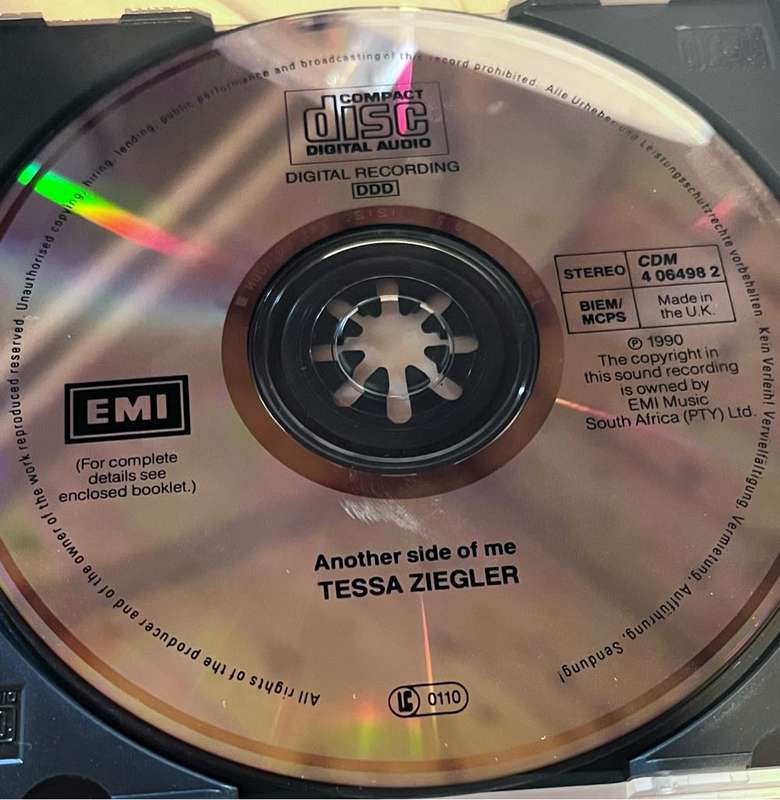 All rights of the producer and of the owner of the work reproduced reserved. Unauthorised copying, hiring, lending, public performance and broadcasting of this record prohibited. Alle Urheber und Leistungsschutzrechte vorbehalten. Kein Verleih! Vervielfältigung, Vermietung, Aufführung, Sendung!
COMPACT
disc
DIGITAL AUDIO
DIGITAL RECORDING
DDD
STEREO
CDM
4 06498 2
BIEM/
MCPS
Made in
the U.K.
℗ 1990
The copyright in
this sound recording
is owned by
EMI Music
South Africa (PTY) Ltd.
EMI
(For complete
details see
enclosed booklet.)
Another side of me
TESSA ZIEGLER
LC 0110